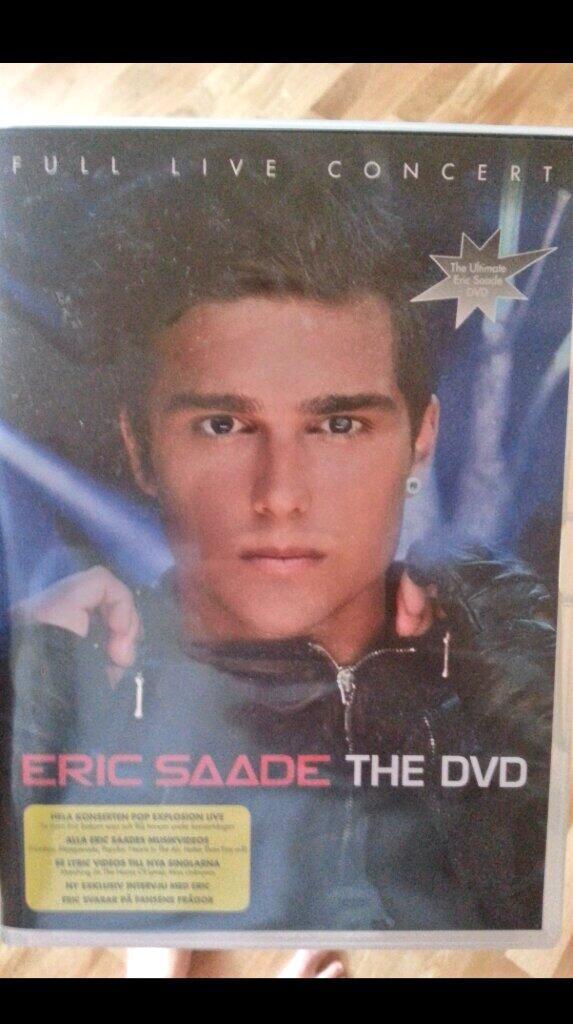 FULL LIVE CONCERT
The Ultimate
Eric Saade
DVD
ERIC SAADE THE DVD
HELA KONSERTEN POP EXPLOSION LIVE
ALLA ERIC SAADES MUSIKVIDEOS
SE LYRIC VIDEOS TILL NYA SINGLARNA
NY EXKLUSIV INTERVJU MED ERIC
ERIC SVARAR PÅ FANSENS FRÅGOR